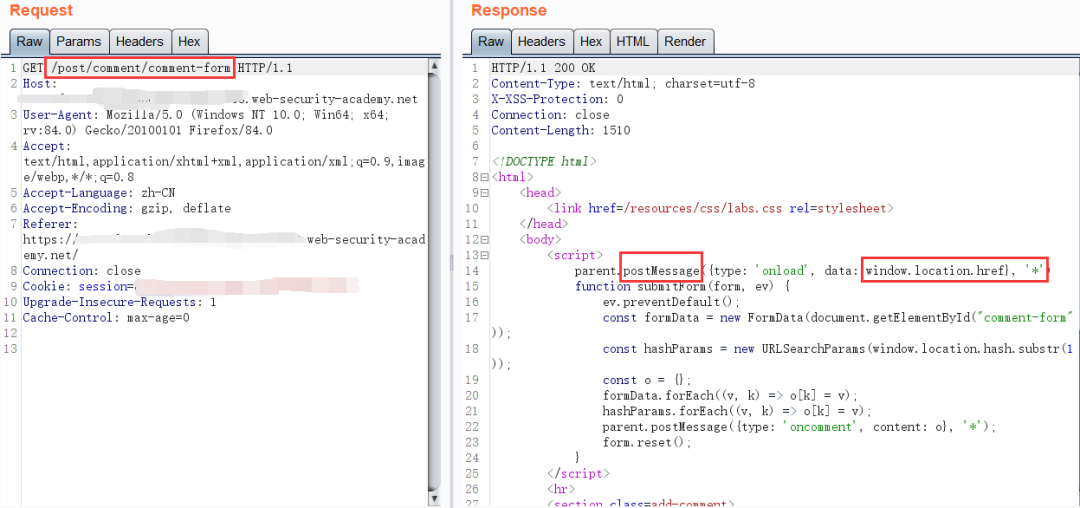 Request
Raw Params Headers Hex
1 GET /post/comment/comment-form HTTP/1.1
2 Host:
.web-security-academy.net
3 User-Agent: Mozilla/5.0 (Windows NT 10.0; Win64; x64;
rv:84.0) Gecko/20100101 Firefox/84.0
4 Accept:
text/html,application/xhtml+xml,application/xml;q=0.9,imag
e/webp,*/*;q=0.8
5 Accept-Language: zh-CN
6 Accept-Encoding: gzip, deflate
7 Referer:
https://.web-security-acad
emy.net/
8 Connection: close
9 Cookie: session=
10 Upgrade-Insecure-Requests: 1
11 Cache-Control: max-age=0
12
13
Response
Raw Headers Hex HTML Render
1 HTTP/1.1 200 OK
2 Content-Type: text/html; charset=utf-8
3 X-XSS-Protection: 0
4 Connection: close
5 Content-Length: 1510
6
7 <!DOCTYPE html>
8 <html>
9 <head>
10 <link href=/resources/css/labs.css rel=stylesheet>
11 </head>
12 <body>
13 <script>
14 parent.postMessage({type: 'onload', data: window.location.href}, '*')
15 function submitForm(form, ev) {
16 ev.preventDefault();
17 const formData = new FormData(document.getElementById("comment-form"
));
18 const hashParams = new URLSearchParams(window.location.hash.substr(1
));
19 const o = {};
20 formData.forEach((v, k) => o[k] = v);
21 hashParams.forEach((v, k) => o[k] = v);
22 parent.postMessage({type: 'oncomment', content: o}, '*');
23 form.reset();
24 }
25 </script>
26 <hr>
27 <section class=add-comment>